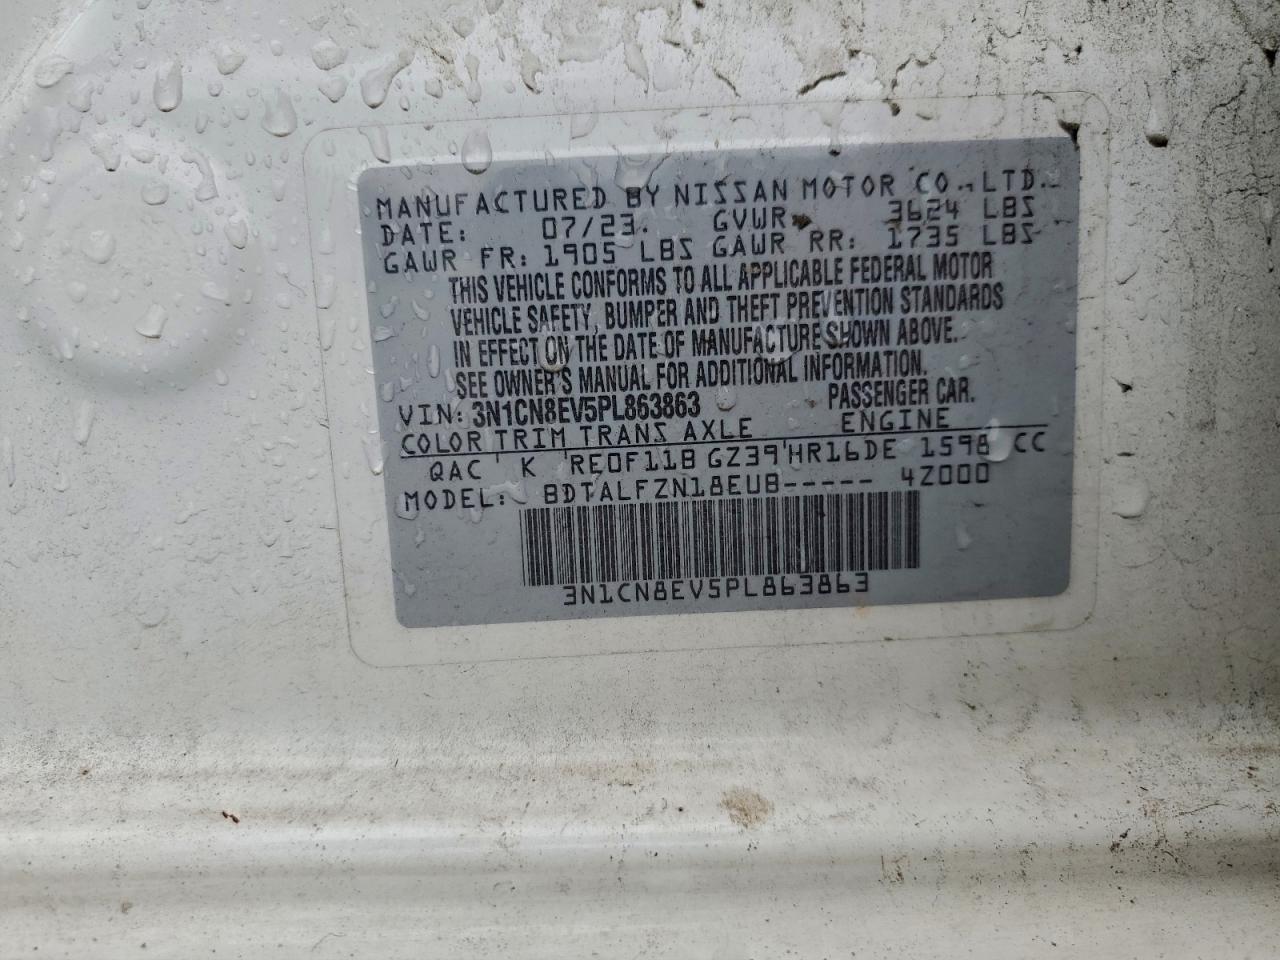 MANUFACTURED BY NISSAN MOTOR CO., LTD.
DATE: 07/23. GVWR: 3624 LBS
GAWR FR: 1905 LBS GAWR RR: 1735 LBS
THIS VEHICLE CONFORMS TO ALL APPLICABLE FEDERAL MOTOR
VEHICLE SAFETY, BUMPER AND THEFT PREVENTION STANDARDS
IN EFFECT ON THE DATE OF MANUFACTURE SHOWN ABOVE.
SEE OWNER'S MANUAL FOR ADDITIONAL INFORMATION.
VIN: 3N1CN8EV5PL863863 PASSENGER CAR.
COLOR TRIM TRANS AXLE ENGINE
QAC K RE0F11B GZ39 HR16DE 1598 CC
MODEL: BDTALFZN18EUB----- 4Z000
3N1CN8EV5PL863863